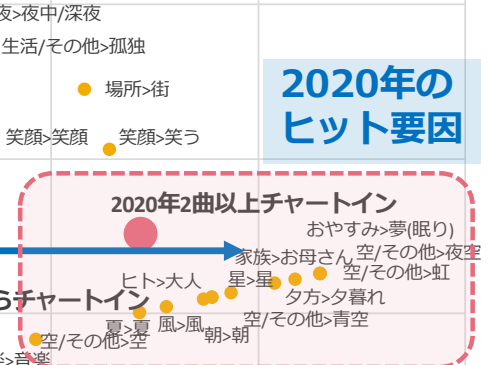 夜>夜中/深夜
生活/その他>孤独
場所>街
2020年の
ヒット要因
笑顔>笑顔
笑顔>笑う
2020年2曲以上チャートイン
おやすみ>夢(眠り)
家族>お母さん
空/その他>夜空
空/その他>虹
ヒト>大人
星>星
らチャートイン
夕方>夕暮れ
夏>夏
風>風
空/その他>青空
朝>朝
空/その他>空
>音楽